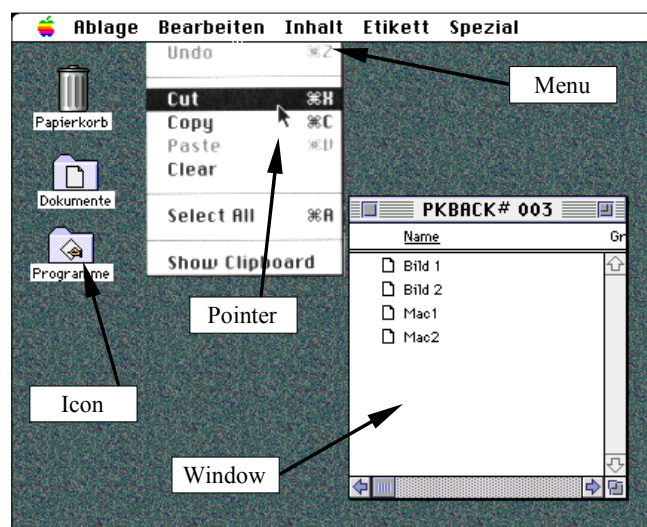 Ablage Bearbeiten Inhalt Etikett Spezial
Undo ⌘Z
Cut ⌘X
Copy ⌘C
Paste ⌘V
Clear
Select All ⌘A
Show Clipboard
Menu
Papierkorb
Dokumente
Programme
Pointer
Icon
PKBACK# 003
Name Gr
Bild 1
Bild 2
Mac1
Mac2
Window